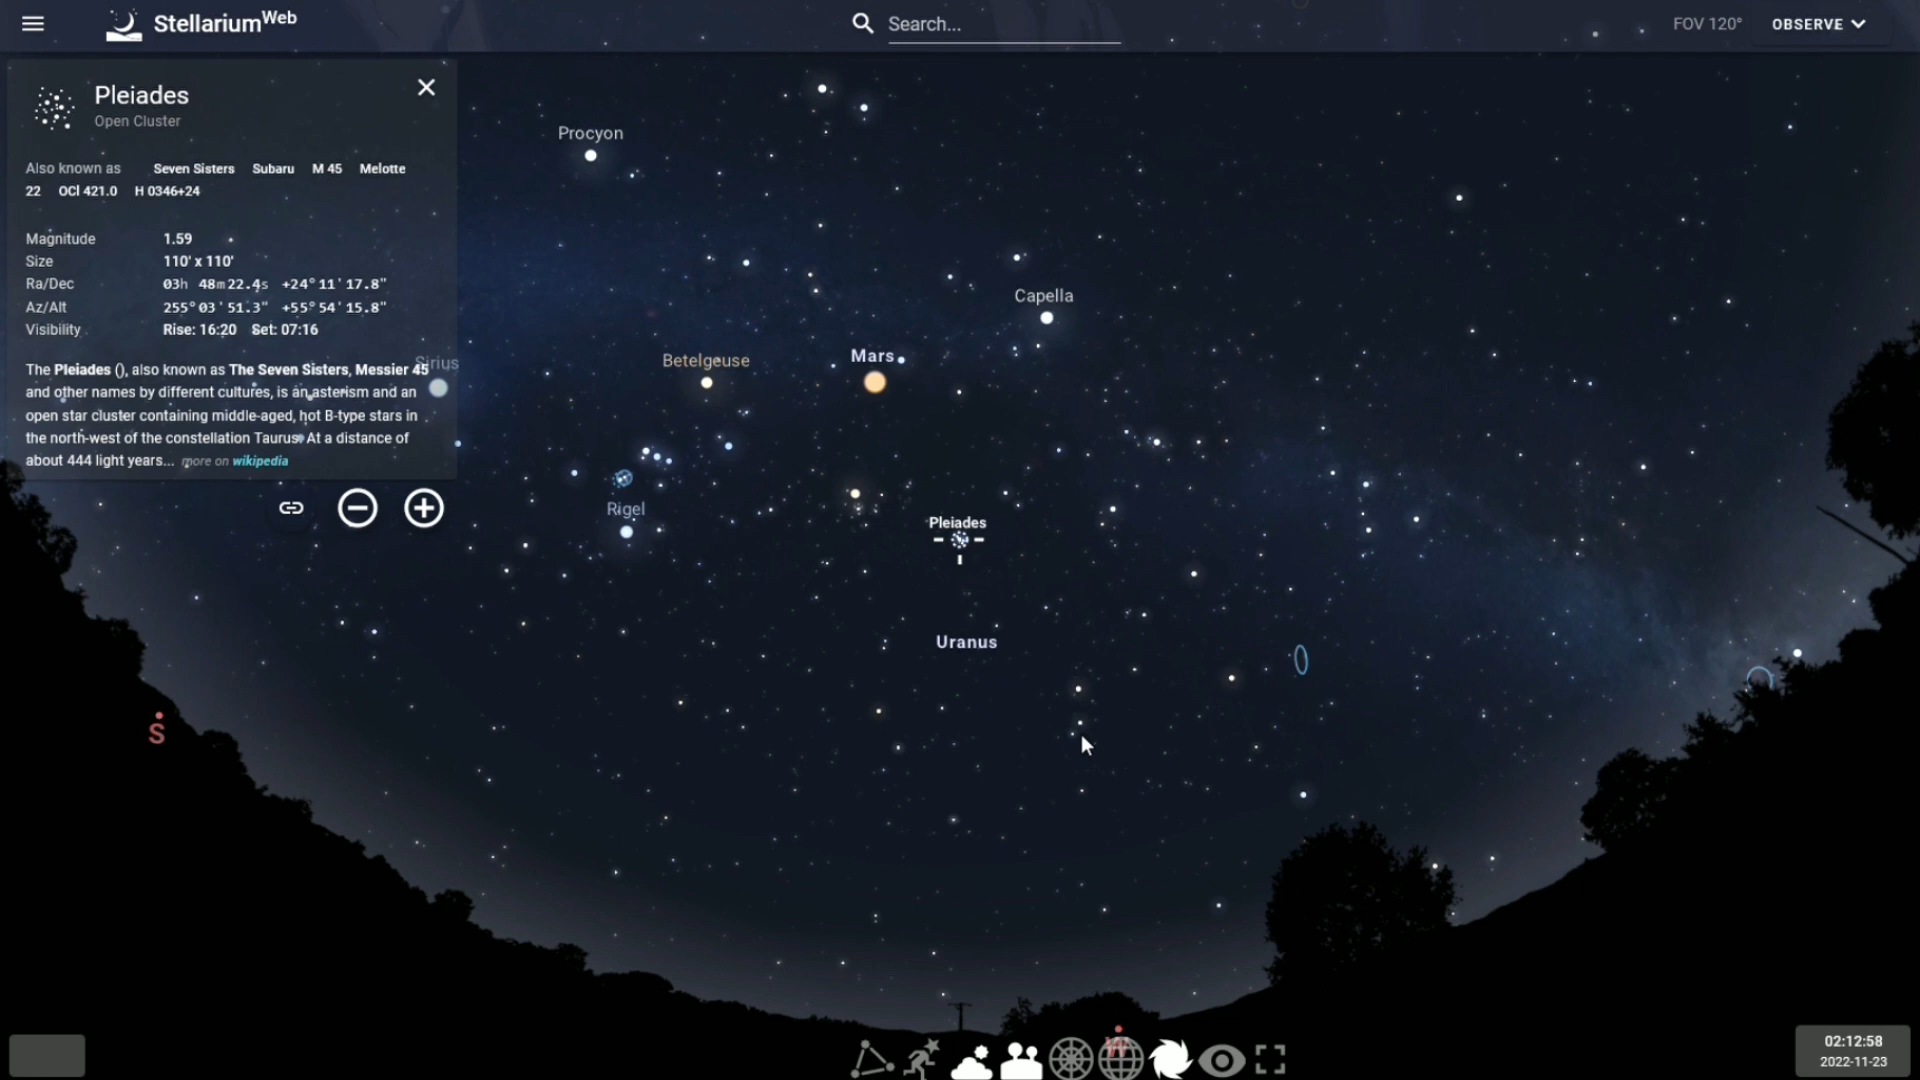 StellariumWeb
Search...
FOV 120°
OBSERVE
Pleiades
Open Cluster
Also known as Seven Sisters Subaru M 45 Melotte
22 OCl 421.0 H 0346+24
Magnitude 1.59
Size 110' x 110'
Ra/Dec 03h 48m 22.4s +24° 11' 17.8"
Az/Alt 255° 03' 51.3" +55° 54' 15.8"
Visibility Rise: 16:20 Set: 07:16
The Pleiades (), also known as The Seven Sisters, Messier 45
and other names by different cultures, is an asterism and an
open star cluster containing middle-aged, hot B-type stars in
the north-west of the constellation Taurus. At a distance of
about 444 light years... more on wikipedia
Procyon
Capella
Sirius
Betelgeuse
Mars
Rigel
Pleiades
Uranus
S
W
02:12:58
2022-11-23